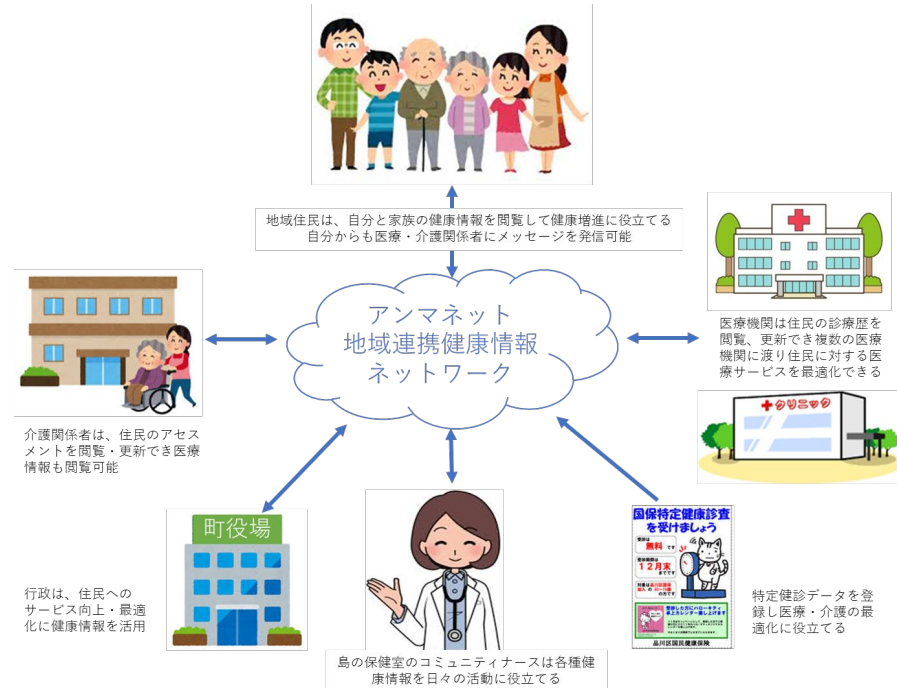 地域住民は、自分と家族の健康情報を閲覧して健康増進に役立てる
自分からも医療・介護関係者にメッセージを発信可能
アンマネット
地域連携健康情報
ネットワーク
医療機関は住民の診療歴を
閲覧、更新でき複数の医療
機関に渡り住民に対する医
療サービスを最適化できる
クリニック
介護関係者は、住民のアセス
メントを閲覧・更新でき医療
情報も閲覧可能
町役場
行政は、住民への
サービス向上・最適
化に健康情報を活用
島の保健室のコミュニティナースは各種健
康情報を日々の活動に役立てる
国保特定健康診査
を受けましょう
受診は
無料です
受診期間は
12月末
までです
品川区国民健康保険
特定健診データを登
録し医療・介護の最
適化に役立てる